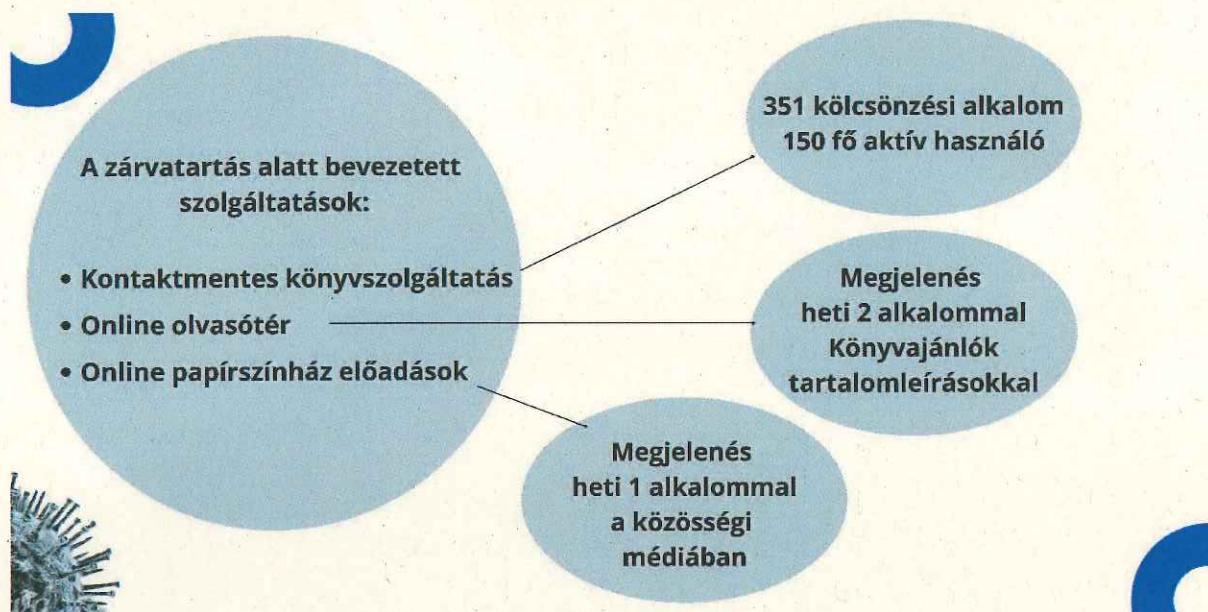 A zárvatartás alatt bevezetett
szolgáltatások:
• Kontaktmentes könyvszolgáltatás
• Online olvasótér
• Online papírszínház előadások
351 kölcsönzési alkalom
150 fő aktív használó
Megjelenés
heti 2 alkalommal
Könyvajánlók
tartalomleírásokkal
Megjelenés
heti 1 alkalommal
a közösségi
médiában